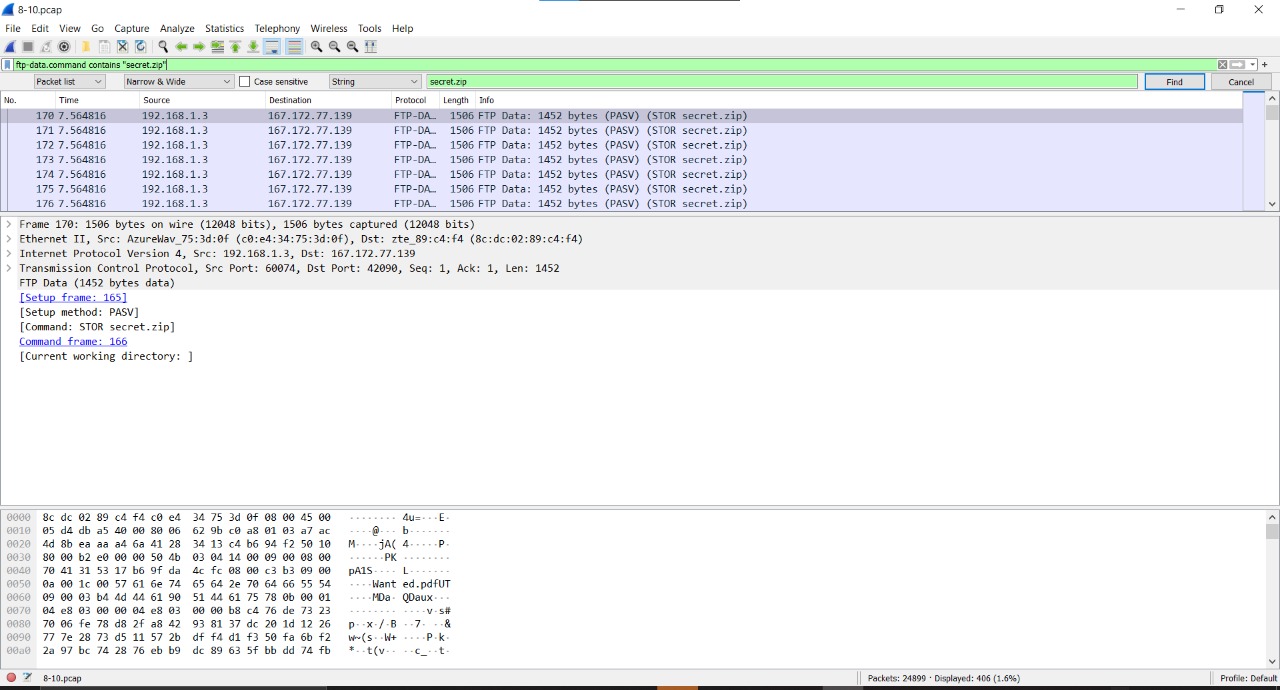 8-10.pcap
File Edit View Go Capture Analyze Statistics Telephony Wireless Tools Help
ftp-data.command contains "secret.zip"
Packet list Narrow & Wide Case sensitive String secret.zip Find Cancel
No. Time Source Destination Protocol Length Info
170 7.564816 192.168.1.3 167.172.77.139 FTP-DA… 1506 FTP Data: 1452 bytes (PASV) (STOR secret.zip)
171 7.564816 192.168.1.3 167.172.77.139 FTP-DA… 1506 FTP Data: 1452 bytes (PASV) (STOR secret.zip)
172 7.564816 192.168.1.3 167.172.77.139 FTP-DA… 1506 FTP Data: 1452 bytes (PASV) (STOR secret.zip)
173 7.564816 192.168.1.3 167.172.77.139 FTP-DA… 1506 FTP Data: 1452 bytes (PASV) (STOR secret.zip)
174 7.564816 192.168.1.3 167.172.77.139 FTP-DA… 1506 FTP Data: 1452 bytes (PASV) (STOR secret.zip)
175 7.564816 192.168.1.3 167.172.77.139 FTP-DA… 1506 FTP Data: 1452 bytes (PASV) (STOR secret.zip)
176 7.564816 192.168.1.3 167.172.77.139 FTP-DA… 1506 FTP Data: 1452 bytes (PASV) (STOR secret.zip)
Frame 170: 1506 bytes on wire (12048 bits), 1506 bytes captured (12048 bits)
Ethernet II, Src: AzureWav_75:3d:0f (c0:e4:34:75:3d:0f), Dst: zte_89:c4:f4 (8c:dc:02:89:c4:f4)
Internet Protocol Version 4, Src: 192.168.1.3, Dst: 167.172.77.139
Transmission Control Protocol, Src Port: 60074, Dst Port: 42090, Seq: 1, Ack: 1, Len: 1452
FTP Data (1452 bytes data)
[Setup frame: 165]
[Setup method: PASV]
[Command: STOR secret.zip]
Command frame: 166
[Current working directory: ]
0000 8c dc 02 89 c4 f4 c0 e4 34 75 3d 0f 08 00 45 00 ········ 4u=···E·
0010 05 d4 db a5 40 00 80 06 62 9b c0 a8 01 03 a7 ac ····@··· b·······
0020 4d 8b ea aa a4 6a 41 28 34 13 c4 b6 94 f2 50 10 M····jA( 4·····P·
0030 80 00 b2 e0 00 00 50 4b 03 04 14 00 09 00 08 00 ······PK ········
0040 70 41 31 53 17 b6 9f da 4c fc 08 00 c3 b3 09 00 pA1S···· L·······
0050 0a 00 1c 00 57 61 6e 74 65 64 2e 70 64 66 55 54 ····Want ed.pdfUT
0060 09 00 03 b4 4d 44 61 90 51 44 61 75 78 0b 00 01 ····MDa· QDaux···
0070 04 e8 03 00 00 04 e8 03 00 00 b8 c4 76 de 73 23 ········ ····v·s#
0080 70 06 fe 78 d8 2f a8 42 93 81 37 dc 20 1d 12 26 p··x·/·B ··7· ··&
0090 77 7e 28 73 d5 11 57 2b df f4 d1 f3 50 fa 6b f2 w~(s··W+ ····P·k·
00a0 2a 97 bc 74 28 76 eb b9 dc 89 63 5f bb dd 74 fb *··t(v·· ··c_··t·
8-10.pcap Packets: 24899 · Displayed: 406 (1.6%) Profile: Default